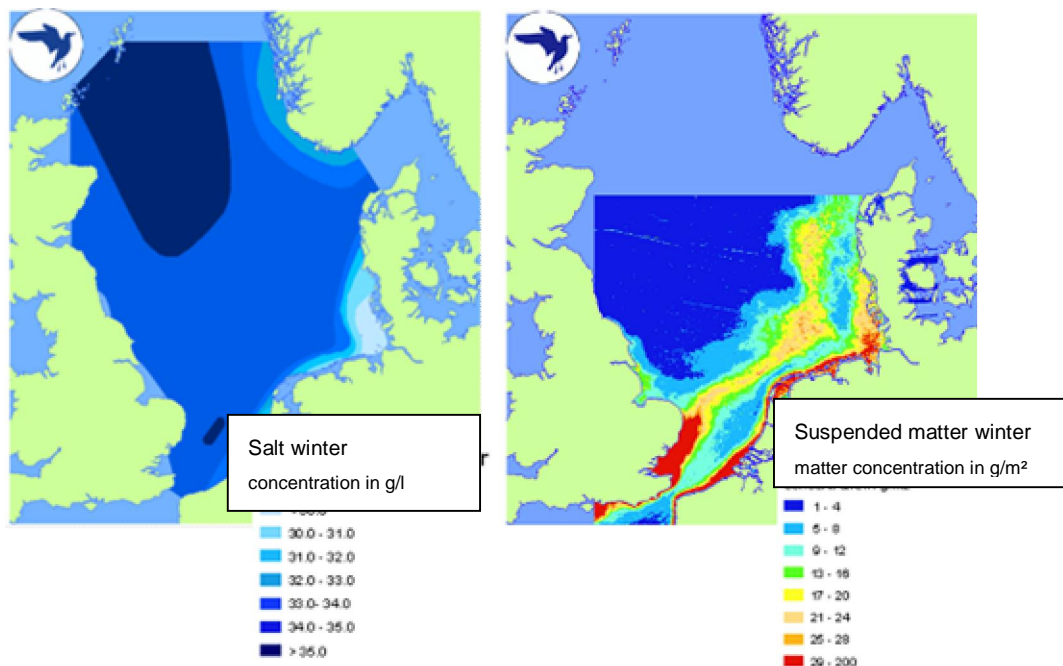 Salt winter
concentration in g/l
30.0 - 31.0
31.0 - 32.0
32.0 - 33.0
33.0 - 34.0
34.0 - 35.0
> 35.0
Suspended matter winter
matter concentration in g/m²
1 - 4
5 - 8
9 - 12
13 - 16
17 - 20
21 - 24
25 - 28
29 - 200